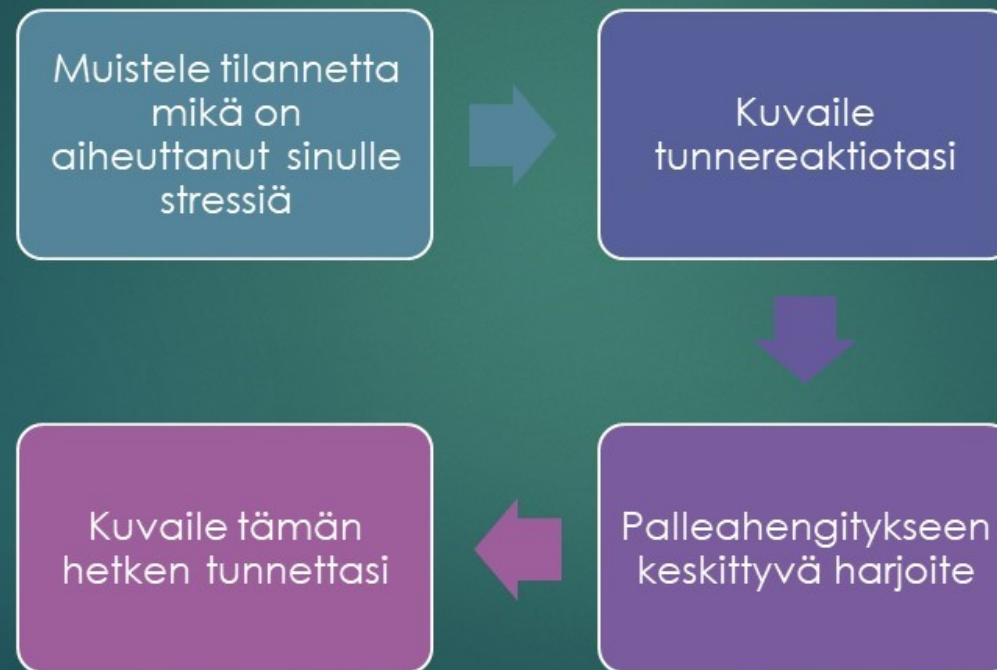 Muistele tilannetta
mikä on
aiheuttanut sinulle
stressiä
Kuvaile
tunnereaktiotasi
Palleahengitykseen
keskittyvä harjoite
Kuvaile tämän
hetken tunnettasi